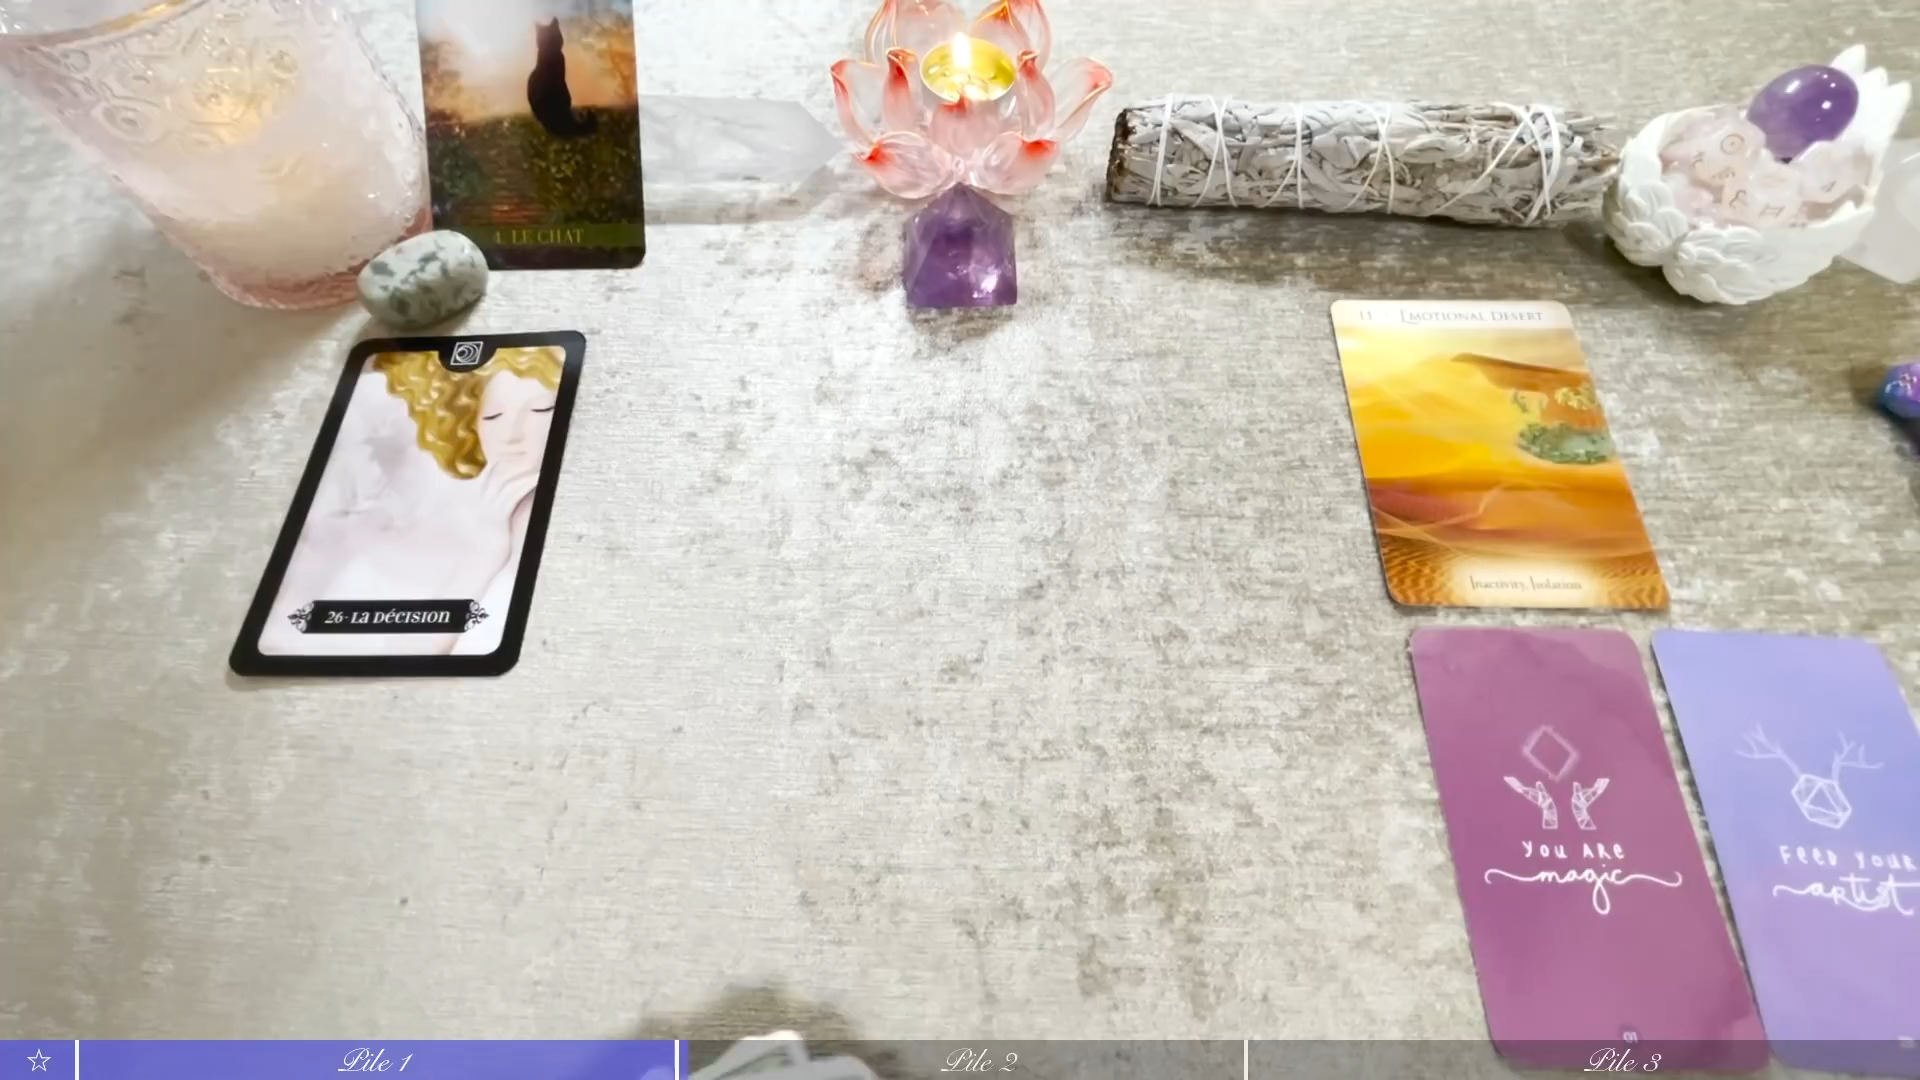 4. LE CHAT
11 - EMOTIONAL DESERT
Inactivity, Isolation
26-La Décision
YOU ARE
magic
FEED YOUR
artist
☆ Pile 1 Pile 2 Pile 3